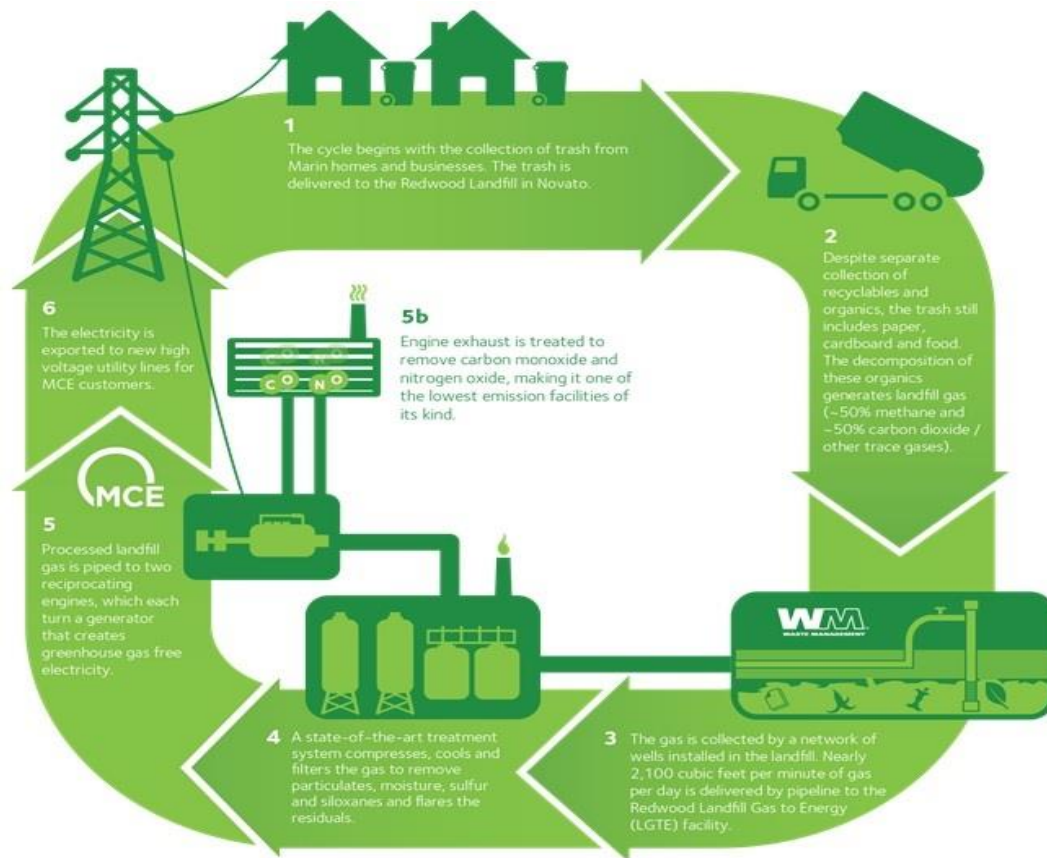 1
The cycle begins with the collection of trash from
Marin homes and businesses. The trash is
delivered to the Redwood Landfill in Novato.
2
Despite separate
collection of
recyclables and
organics, the trash still
includes paper,
cardboard and food.
The decomposition of
these organics
generates landfill gas
(~50% methane and
~50% carbon dioxide /
other trace gases).
WM
WASTE MANAGEMENT
3
The gas is collected by a network of
wells installed in the landfill. Nearly
2,100 cubic feet per minute of gas
per day is delivered by pipeline to the
Redwood Landfill Gas to Energy
(LGTE) facility.
4
A state-of-the-art treatment
system compresses, cools and
filters the gas to remove
particulates, moisture, sulfur
and siloxanes and flares the
residuals.
MCE
5
Processed landfill
gas is piped to two
reciprocating
engines, which each
turn a generator
that creates
greenhouse gas free
electricity.
5b
Engine exhaust is treated to
remove carbon monoxide and
nitrogen oxide, making it one of
the lowest emission facilities of
its kind.
C O N O
C O N O
6
The electricity is
exported to new high
voltage utility lines for
MCE customers.